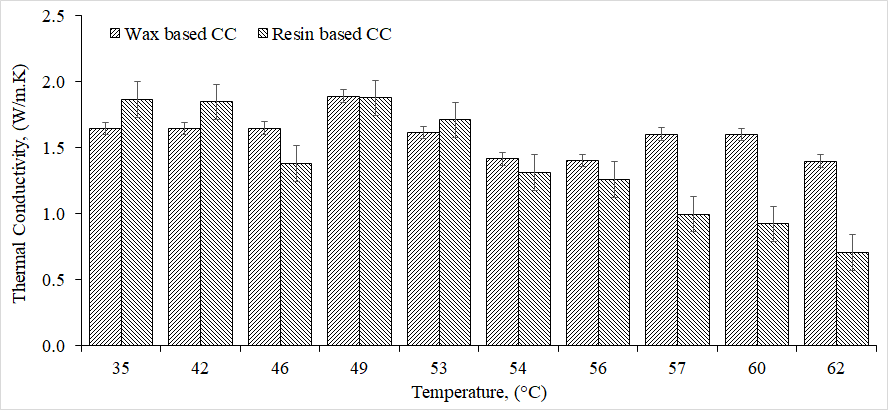 Wax based CC Resin based CC
Thermal Conductivity, (W/m.K)
2.5
2.0
1.5
1.0
0.5
0.0
35 42 46 49 53 54 56 57 60 62
Temperature, (°C)